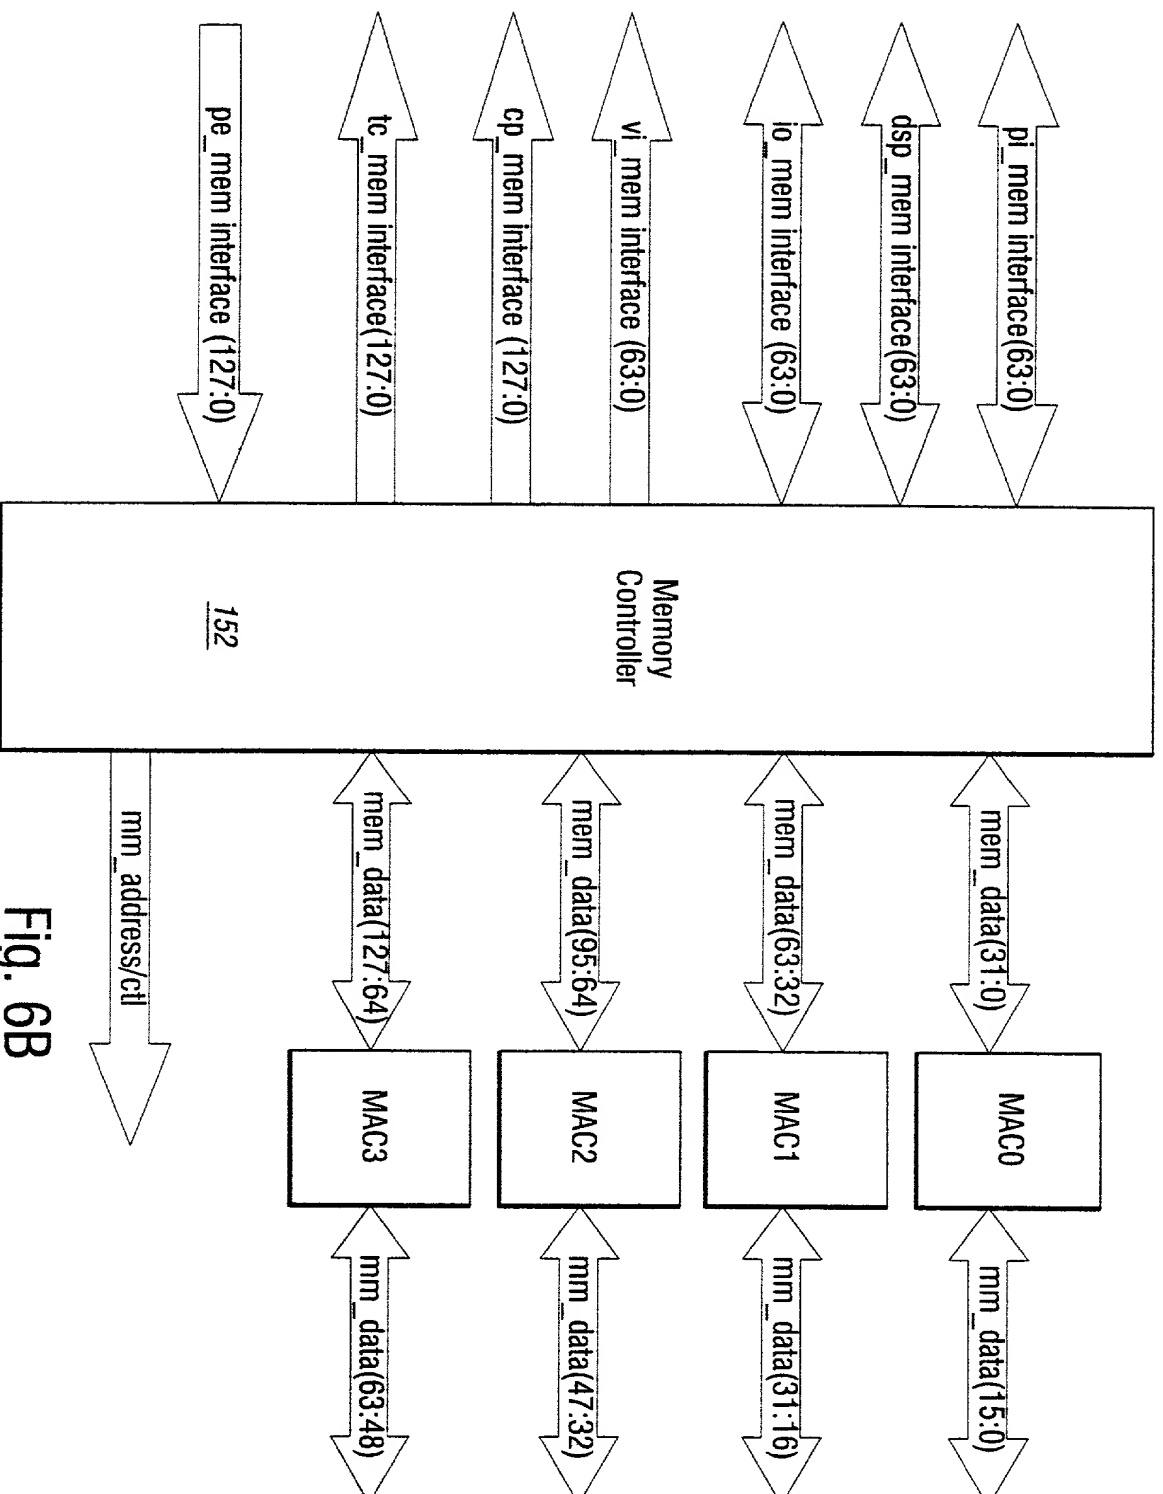 pi_mem interface(63:0)
dsp_mem interface(63:0)
io_mem interface (63:0)
vi_mem interface (63:0)
cp_mem interface (127:0)
tc_mem interface(127:0)
pe_mem interface (127:0)
Memory
Controller
152
mem_data(31:0)
mem_data(63:32)
mem_data(95:64)
mem_data(127:64)
mm_address/ctl
MAC0
MAC1
MAC2
MAC3
mm_data(15:0)
mm_data(31:16)
mm_data(47:32)
mm_data(63:48)
Fig. 6B